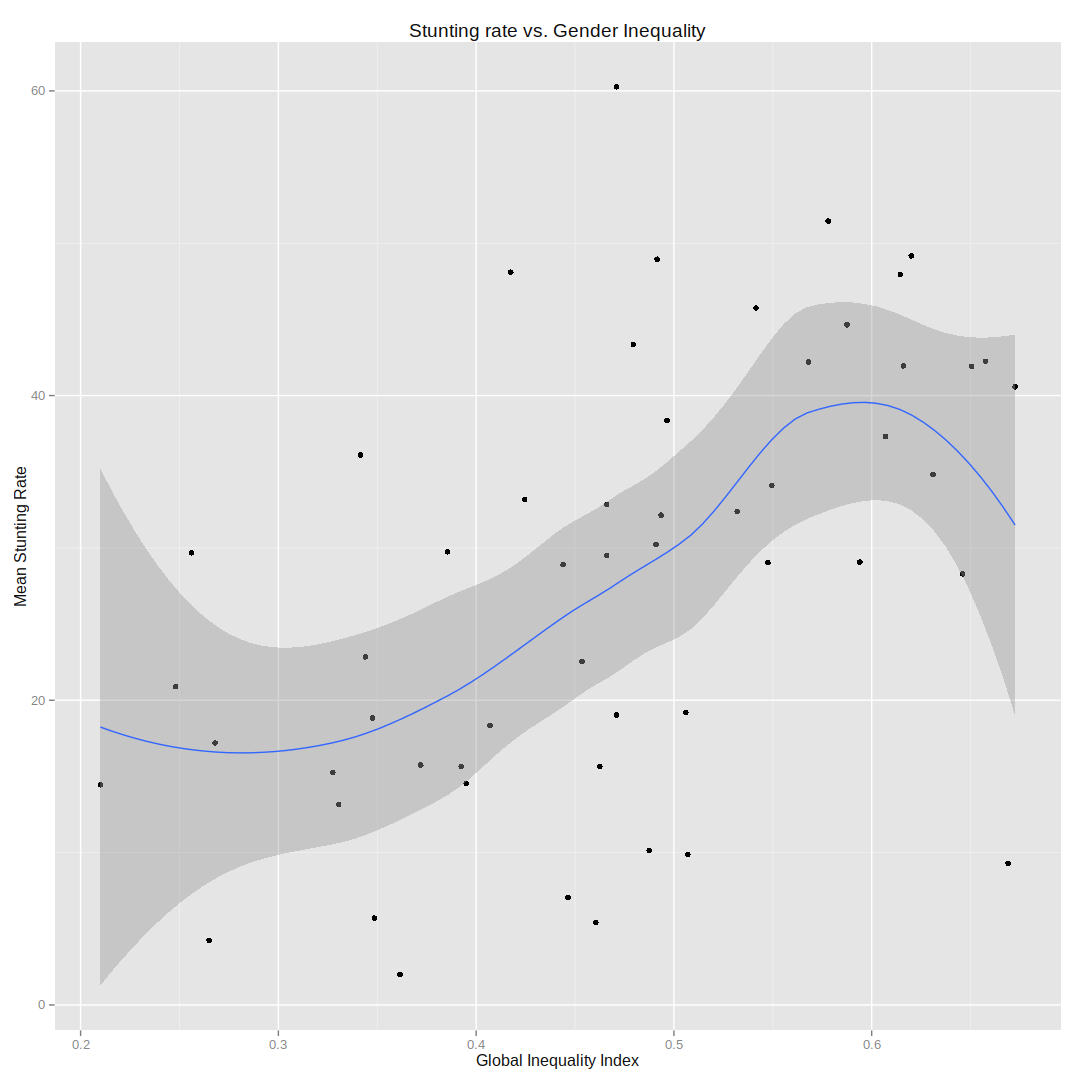 Stunting rate vs. Gender Inequality
Mean Stunting Rate
60
40
20
0
0.2 0.3 0.4 0.5 0.6
Global Inequality Index